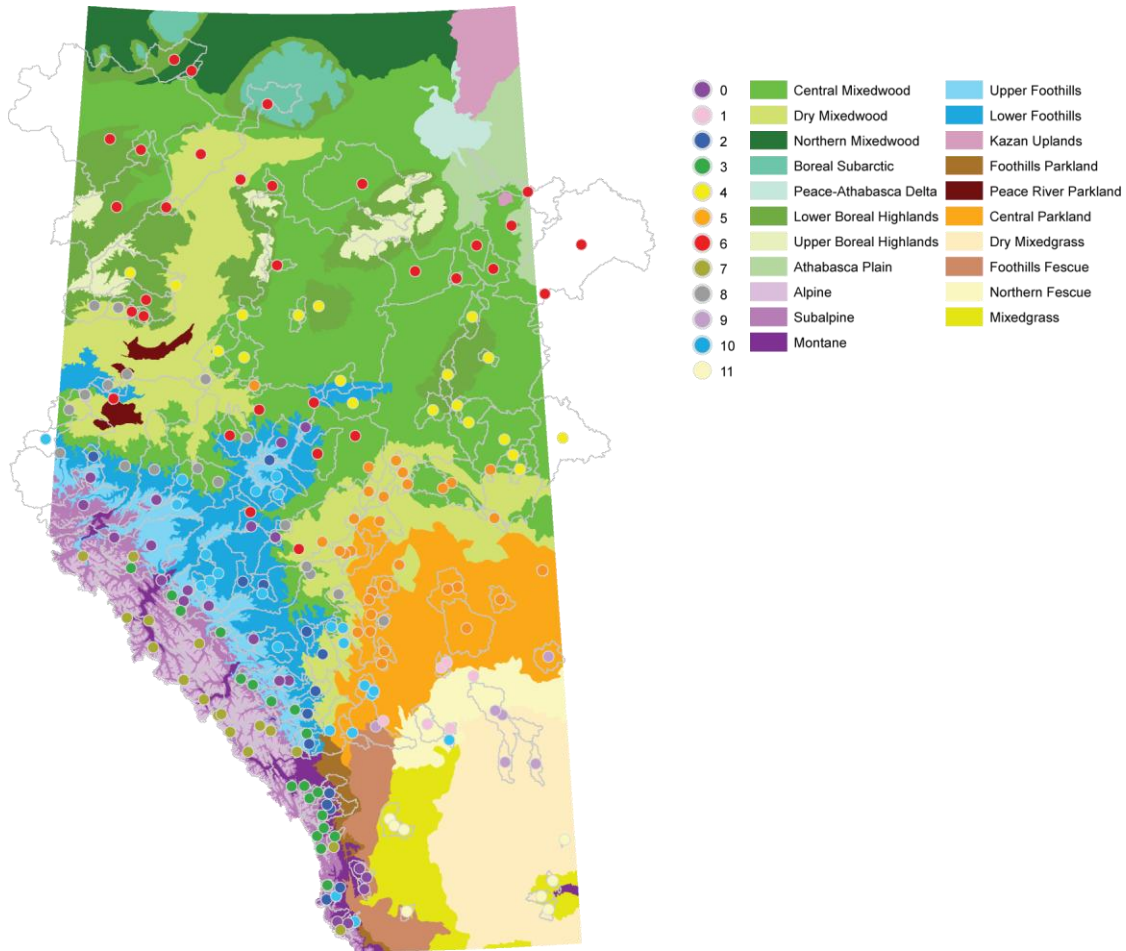 0 Central Mixedwood Upper Foothills
1 Dry Mixedwood Lower Foothills
2 Northern Mixedwood Kazan Uplands
3 Boreal Subarctic Foothills Parkland
4 Peace-Athabasca Delta Peace River Parkland
5 Lower Boreal Highlands Central Parkland
6 Upper Boreal Highlands Dry Mixedgrass
7 Athabasca Plain Foothills Fescue
8 Alpine Northern Fescue
9 Subalpine Mixedgrass
10 Montane
11